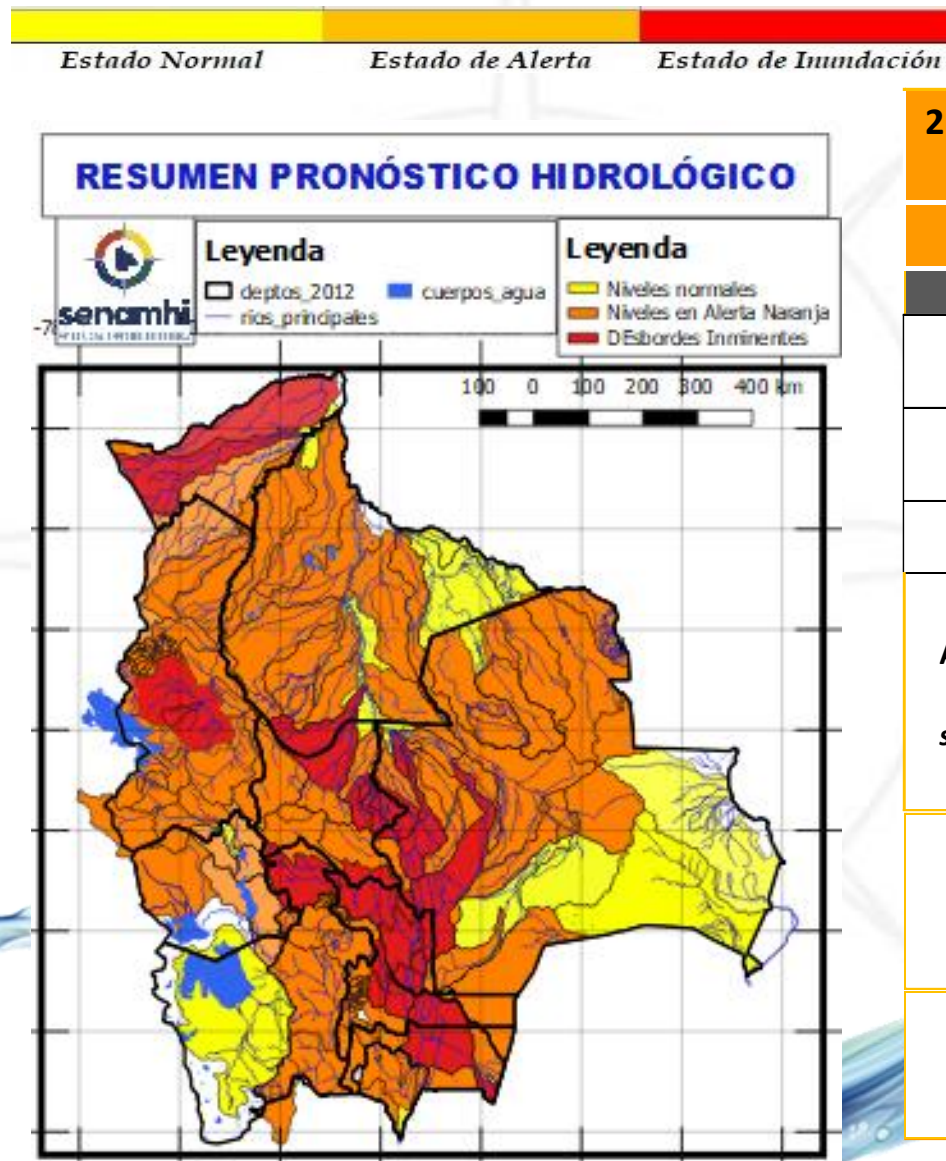 Estado Normal Estado de Alerta Estado de Inundación
2
RESUMEN PRONÓSTICO HIDROLÓGICO
senamhi
Leyenda
deptos_2012 cuerpos_agua
rios_principales
Leyenda
Niveles normales
Niveles en Alerta Naranja
DEsbordes Inminentes
100 0 100 200 300 400 km
A
s